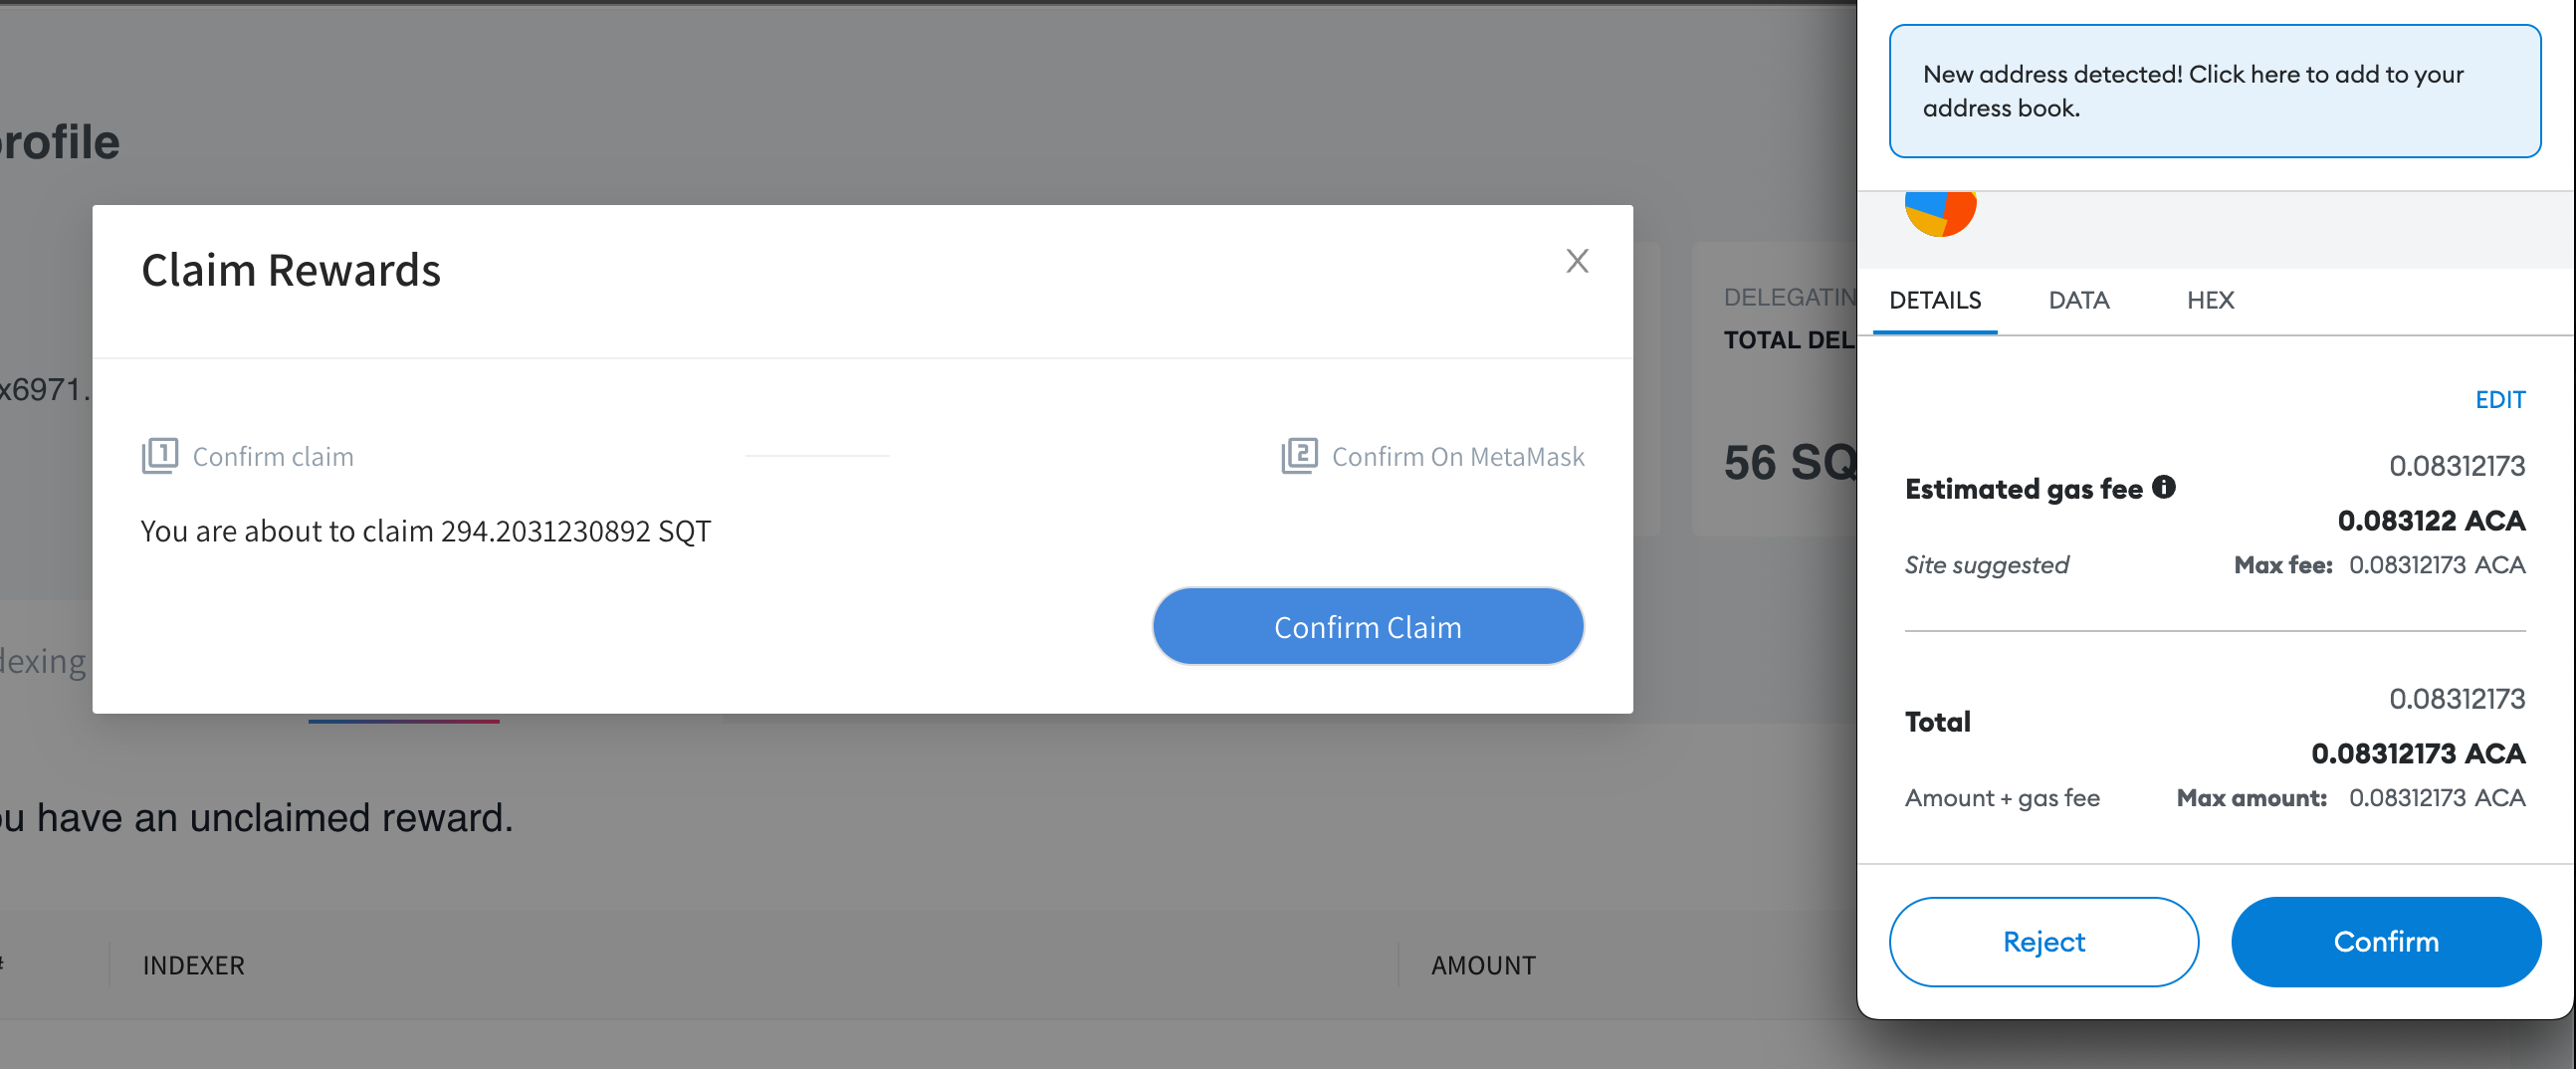 rofile
Claim Rewards
x6971.
1 Confirm claim
2 Confirm On MetaMask
You are about to claim 294.2031230892 SQT
Confirm Claim
DELEGATIN
TOTAL DEL
56 SQ
dexing
ou have an unclaimed reward.
#
INDEXER
AMOUNT
New address detected! Click here to add to your
address book.
DETAILS
DATA
HEX
EDIT
0.08312173
Estimated gas fee
0.083122 ACA
Site suggested
Max fee: 0.08312173 ACA
0.08312173
Total
0.08312173 ACA
Amount + gas fee
Max amount: 0.08312173 ACA
Reject
Confirm